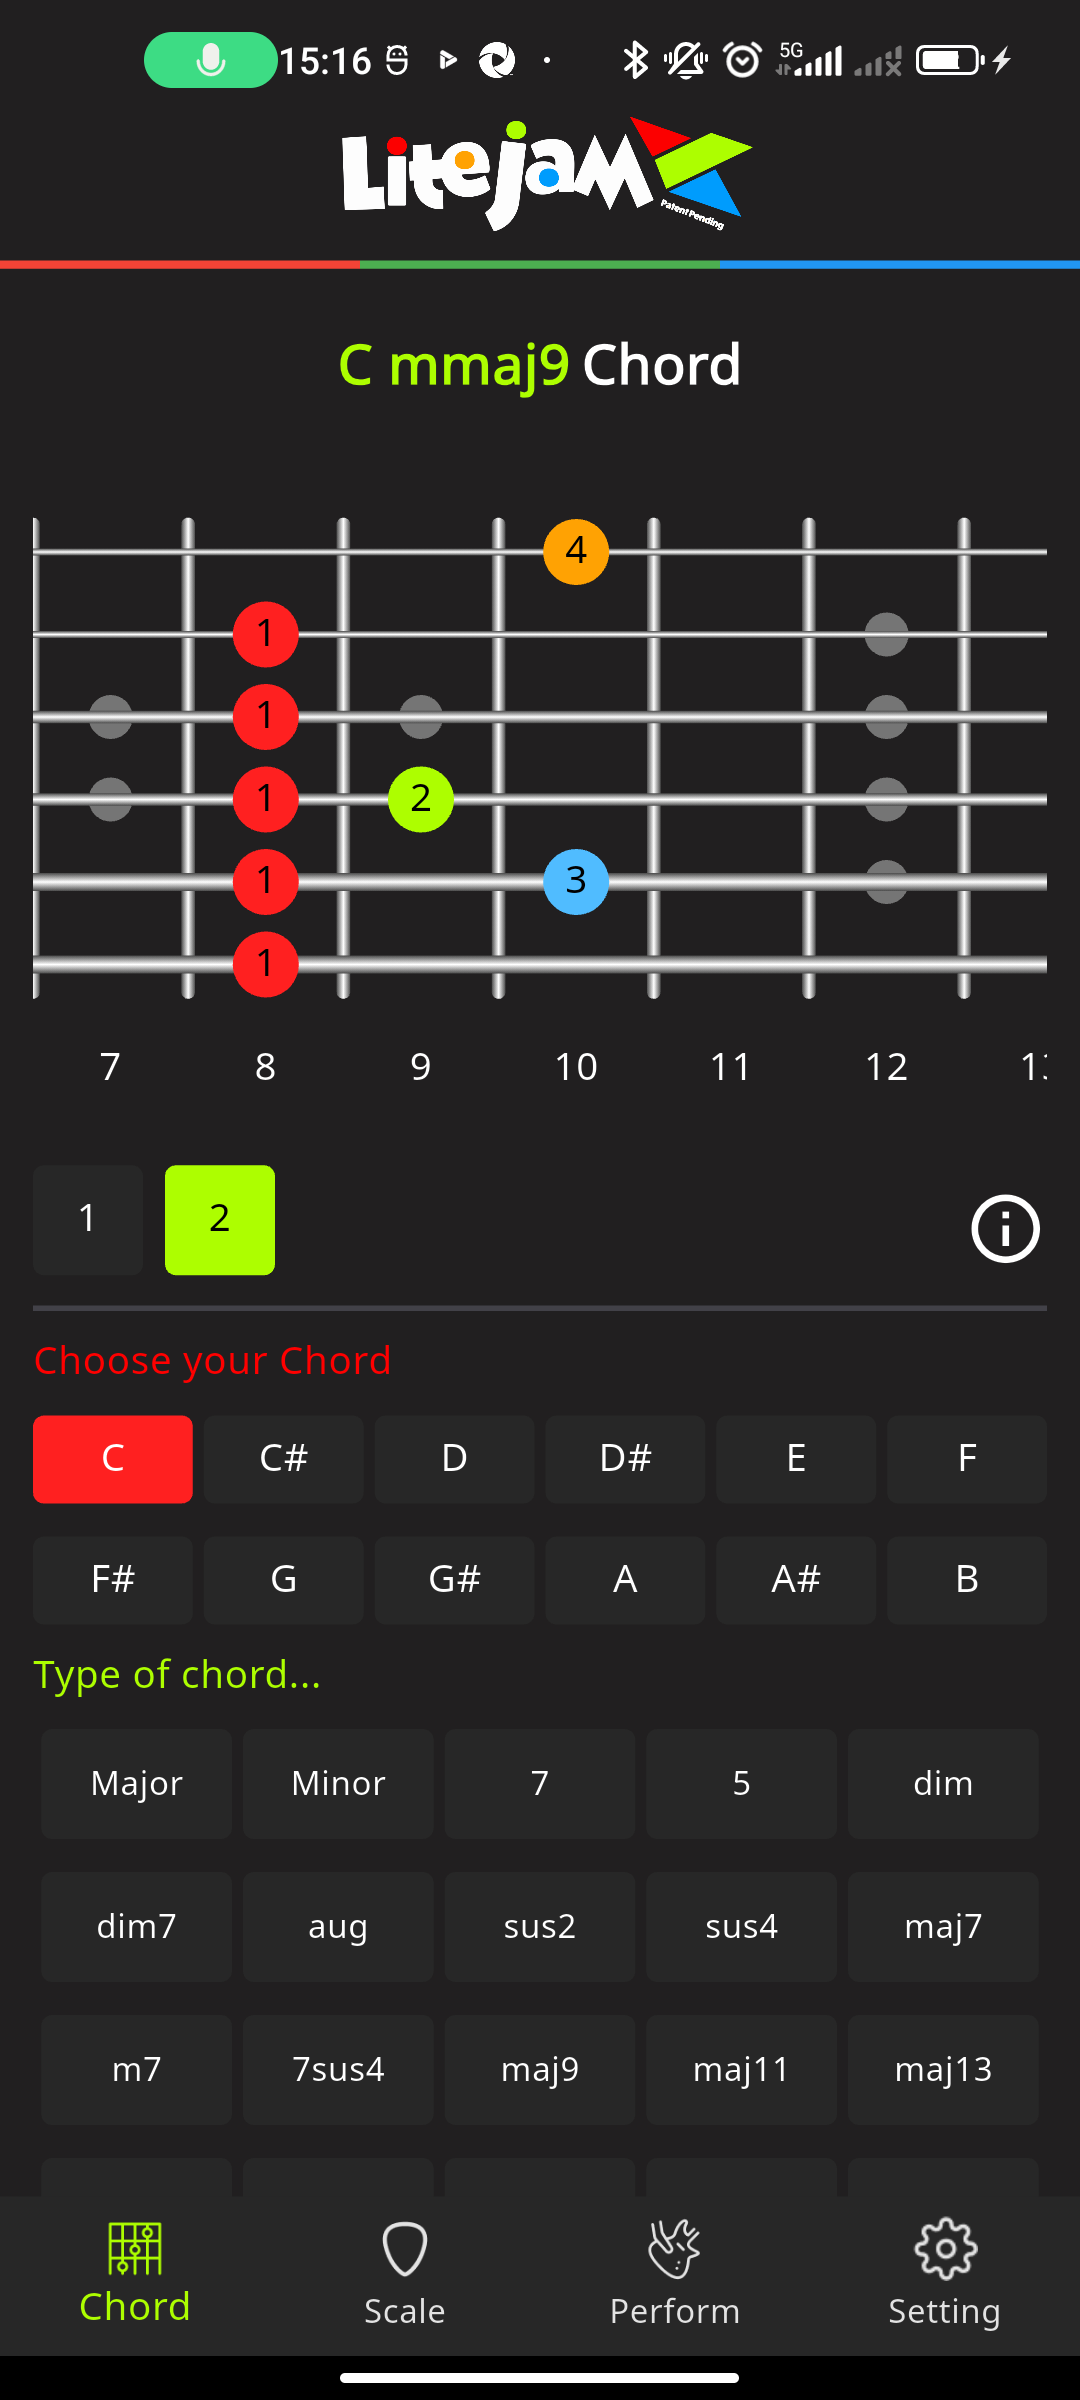 15:16 5G
Litejam
Patent Pending
C mmaj9 Chord
4
1
1
1 2
1 3
1
7 8 9 10 11 12
1 2
Choose your Chord
C C# D D# E F
F# G G# A A# B
Type of chord...
Major Minor 7 5 dim
dim7 aug sus2 sus4 maj7
m7 7sus4 maj9 maj11 maj13
Chord Scale Perform Setting